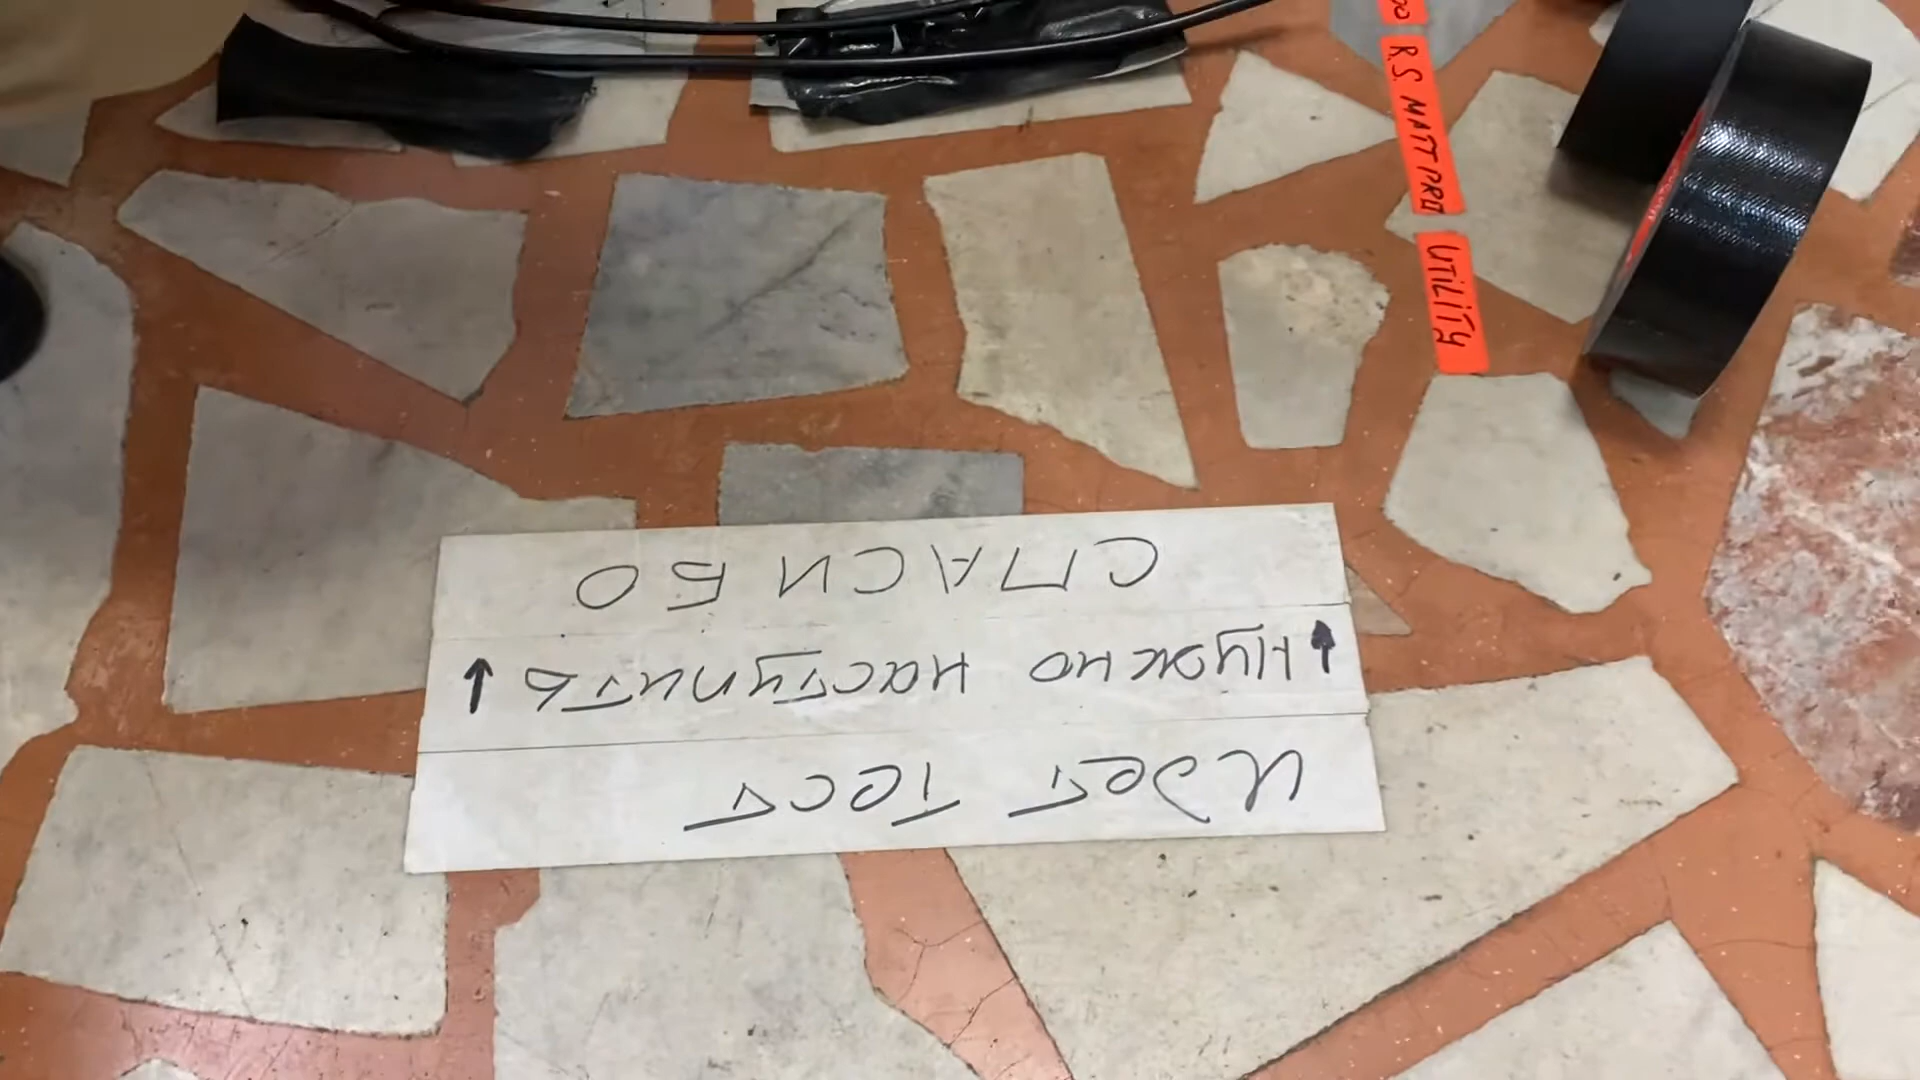 Идет Тест
↓ Нужно наступить ↓
СПАСИБО
R.S. MATT PRO
UTILITY